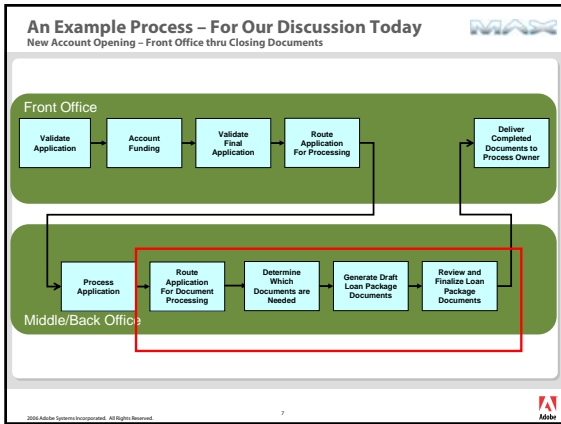 An Example Process – For Our Discussion Today
New Account Opening – Front Office thru Closing Documents
MAX
Front Office
Validate
Application
Account
Funding
Validate
Final
Application
Route
Application
For Processing
Deliver
Completed
Documents to
Process Owner
Process
Application
Route
Application
For Document
Processing
Determine
Which
Documents are
Needed
Generate Draft
Loan Package
Documents
Review and
Finalize Loan
Package
Documents
Middle/Back Office
2006 Adobe Systems Incorporated. All Rights Reserved.
7
Adobe